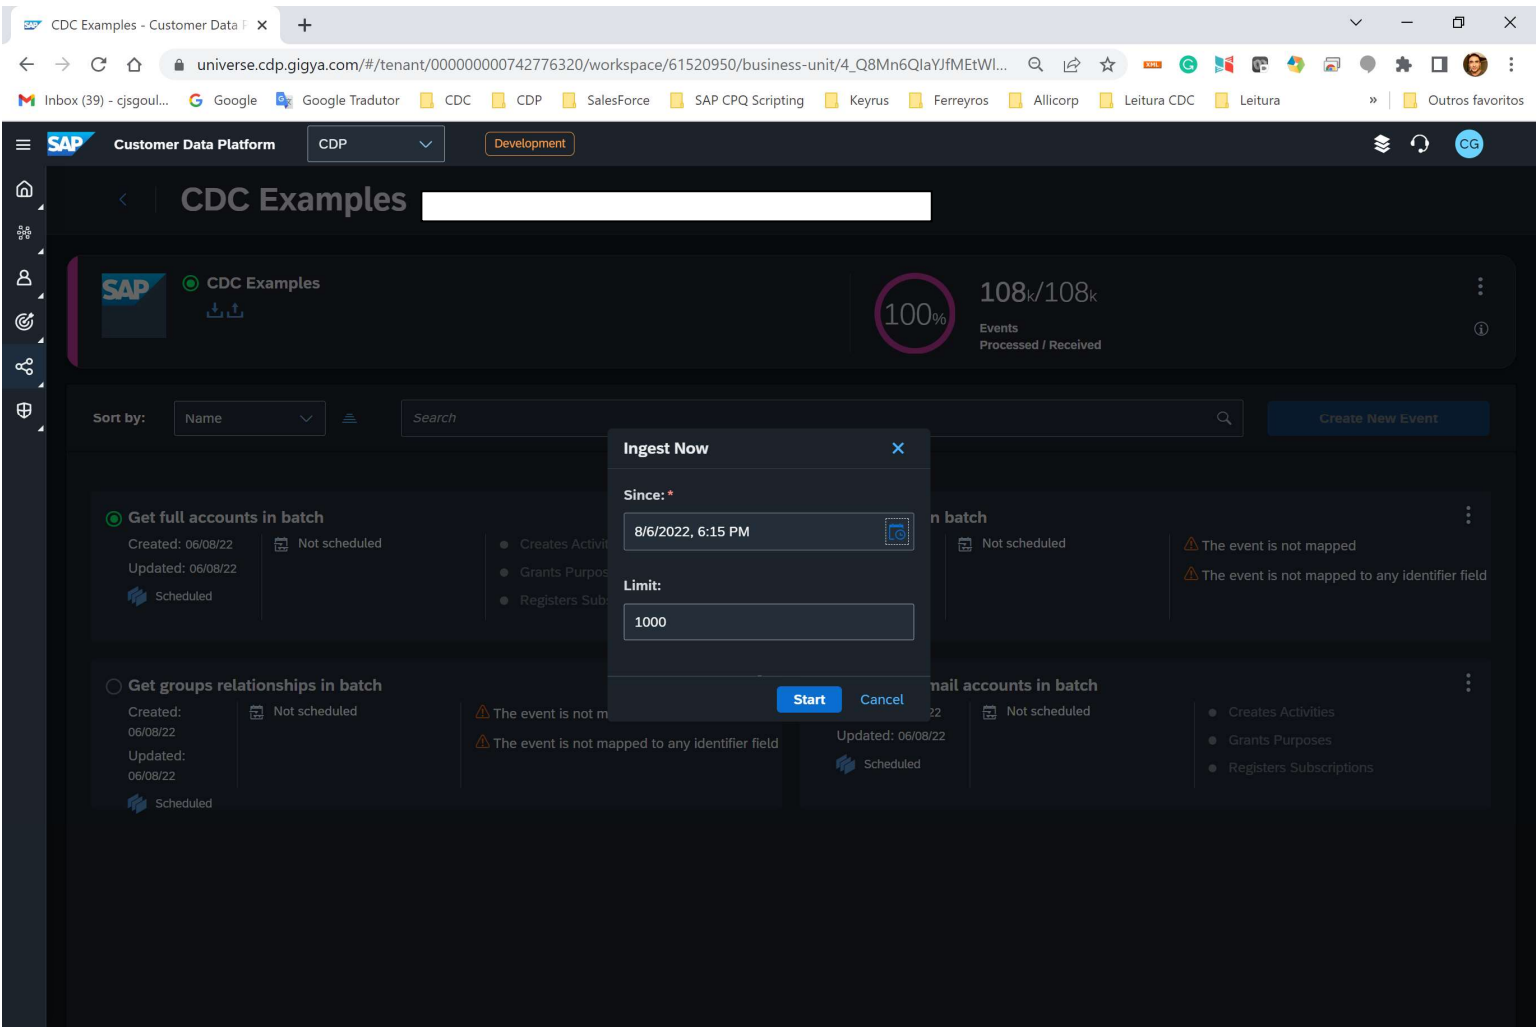 SAP CDC Examples - Customer Data P
universe.cdp.gigya.com/#/tenant/000000000742776320/workspace/61520950/business-unit/4_Q8Mn6QIaYJfMEtWl...
Inbox (39) - cjsgoul... Google Google Tradutor CDC CDP SalesForce SAP CPQ Scripting Keyrus Ferreyros Allicorp Leitura CDC Leitura » Outros favoritos
SAP Customer Data Platform CDP Development CG
CDC Examples
SAP CDC Examples
100%
108k/108k
Events
Processed / Received
Sort by: Name Search Create New Event
Ingest Now
Since: *
8/6/2022, 6:15 PM
Limit:
1000
Start Cancel
Get full accounts in batch
Created: 06/08/22
Updated: 06/08/22
Scheduled
Not scheduled
Creates Activit
Grants Purpos
Registers Sub
n batch
Not scheduled
The event is not mapped
The event is not mapped to any identifier field
Get groups relationships in batch
Created:
06/08/22
Updated:
06/08/22
Scheduled
Not scheduled
The event is not m
The event is not mapped to any identifier field
mail accounts in batch
22
Updated: 06/08/22
Scheduled
Not scheduled
Creates Activities
Grants Purposes
Registers Subscriptions